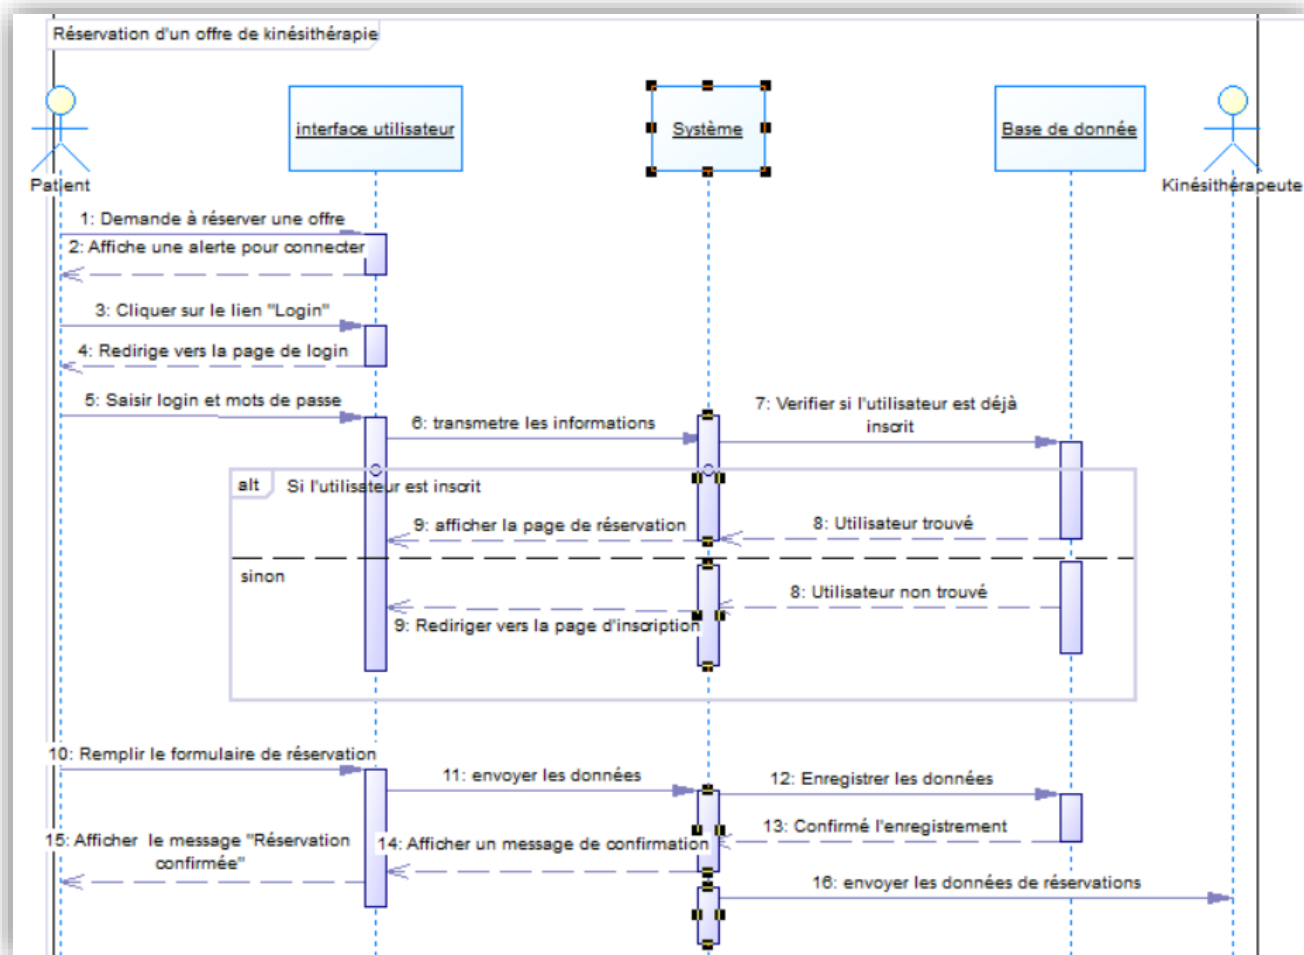 Réservation d'un offre de kinésithérapie
interface utilisateur
Système
Base de donnée
Patient
Kinésithérapeute
1: Demande à réserver une offre
2: Affiche une alerte pour connecter
3: Cliquer sur le lien "Login"
4: Redirige vers la page de login
5: Saisir login et mots de passe
6: transmetre les informations
7: Verifier si l'utilisateur est déjà
inscrit
alt
Si l'utilisateur est inscrit
8: Utilisateur trouvé
9: afficher la page de réservation
sinon
8: Utilisateur non trouvé
9: Rediriger vers la page d'inscription
10: Remplir le formulaire de réservation
11: envoyer les données
12: Enregistrer les données
13: Confirmé l'enregistrement
14: Afficher un message de confirmation
15: Afficher le message "Réservation
confirmée"
16: envoyer les données de réservations